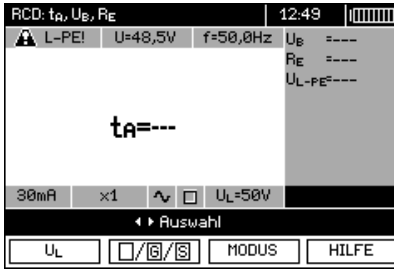 RCD: tA, UB, RE 12:49
L-PE! U=48,5V f=50,0Hz
UB =---
RE =---
UL-PE=---
tA=---
30mA x1 UL=50V
Auswahl
UL □/G/S MODUS HILFE